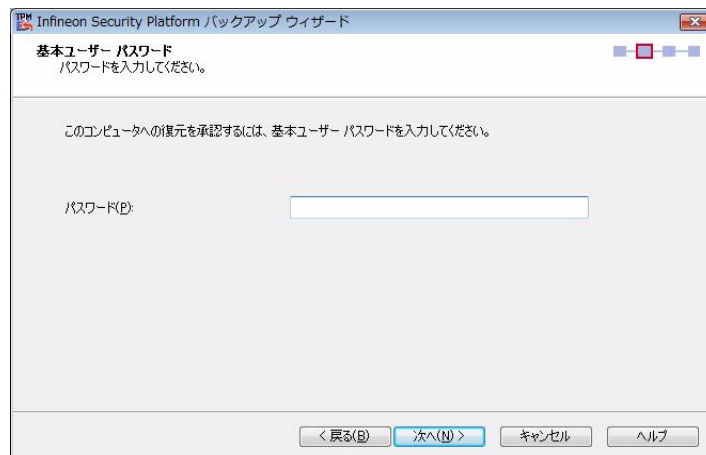 TPM
Infineon Security Platform バックアップ ウィザード
基本ユーザー パスワード
パスワードを入力してください。
このコンピュータへの復元を承認するには、基本ユーザー パスワードを入力してください。
パスワード(P):
< 戻る(B) 次へ(N) > キャンセル ヘルプ